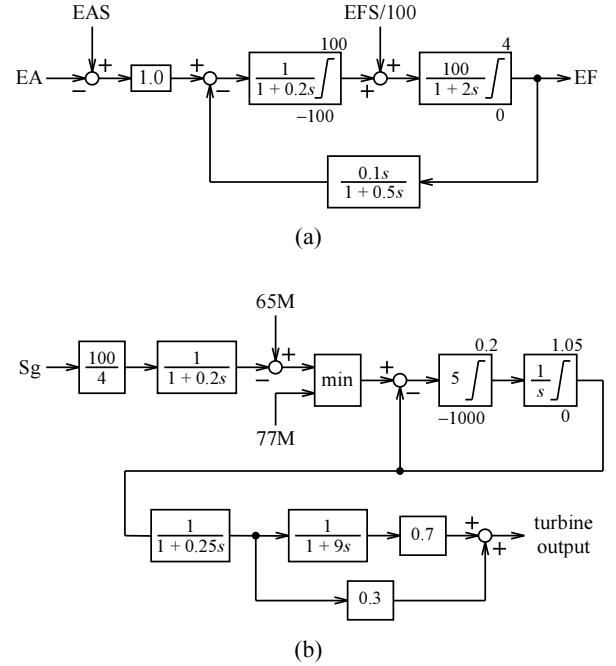 EAS
EFS/100
EA
+
−
1.0
+
−
1
1 + 0.2s
100
−100
+
+
100
1 + 2s
4
0
EF
0.1s
1 + 0.5s
(a)
65M
Sg
100
4
1
1 + 0.2s
+
−
min
77M
+
−
5
0.2
−1000
1
s
1.05
0
1
1 + 0.25s
1
1 + 9s
0.7
+
+
turbine
output
0.3
(b)